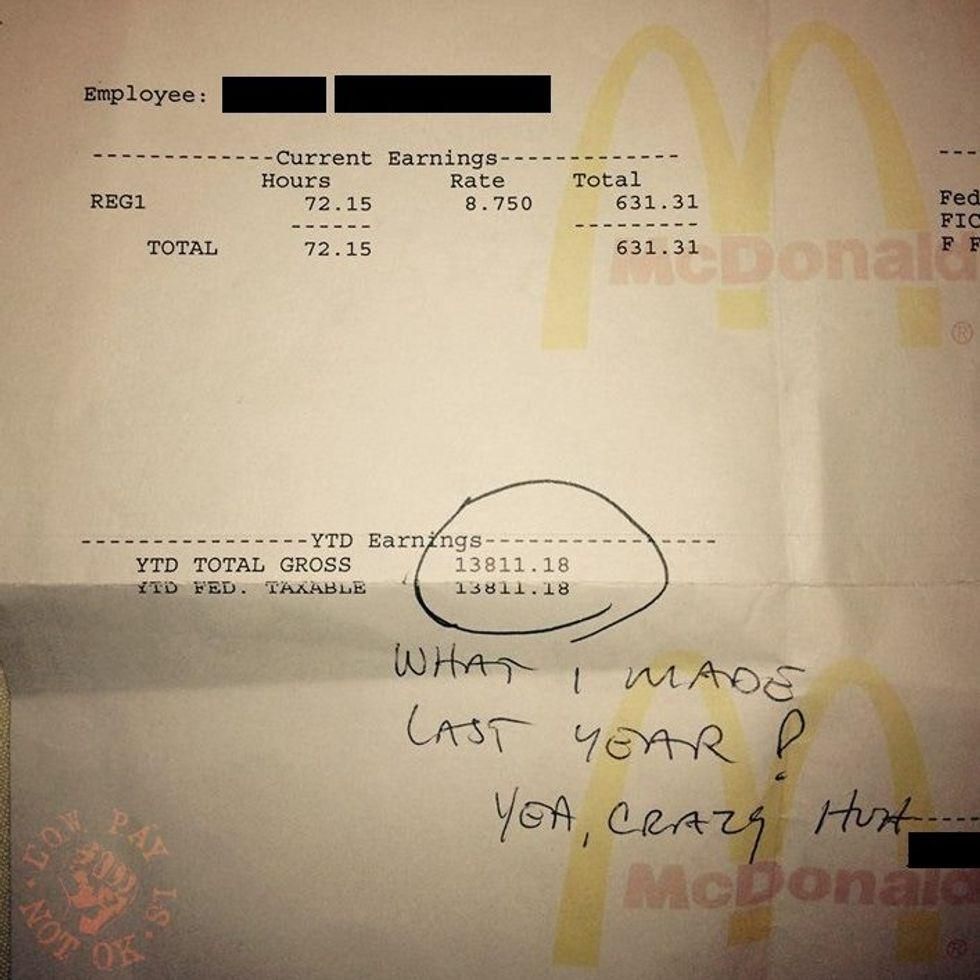 Employee:
-------------Current Earnings-------------
Hours Rate Total
REG1 72.15 8.750 631.31
------ ---------
TOTAL 72.15 631.31
---
Fed
FIC
F F
McDonald
®
----------------YTD Earnings-----------------
YTD TOTAL GROSS 13811.18
YTD FED. TAXABLE 13811.18
WHAT I MADE
LAST YEAR?
YEA, CRAZY HUH
McDonald
®
LOW PAY IS NOT OK